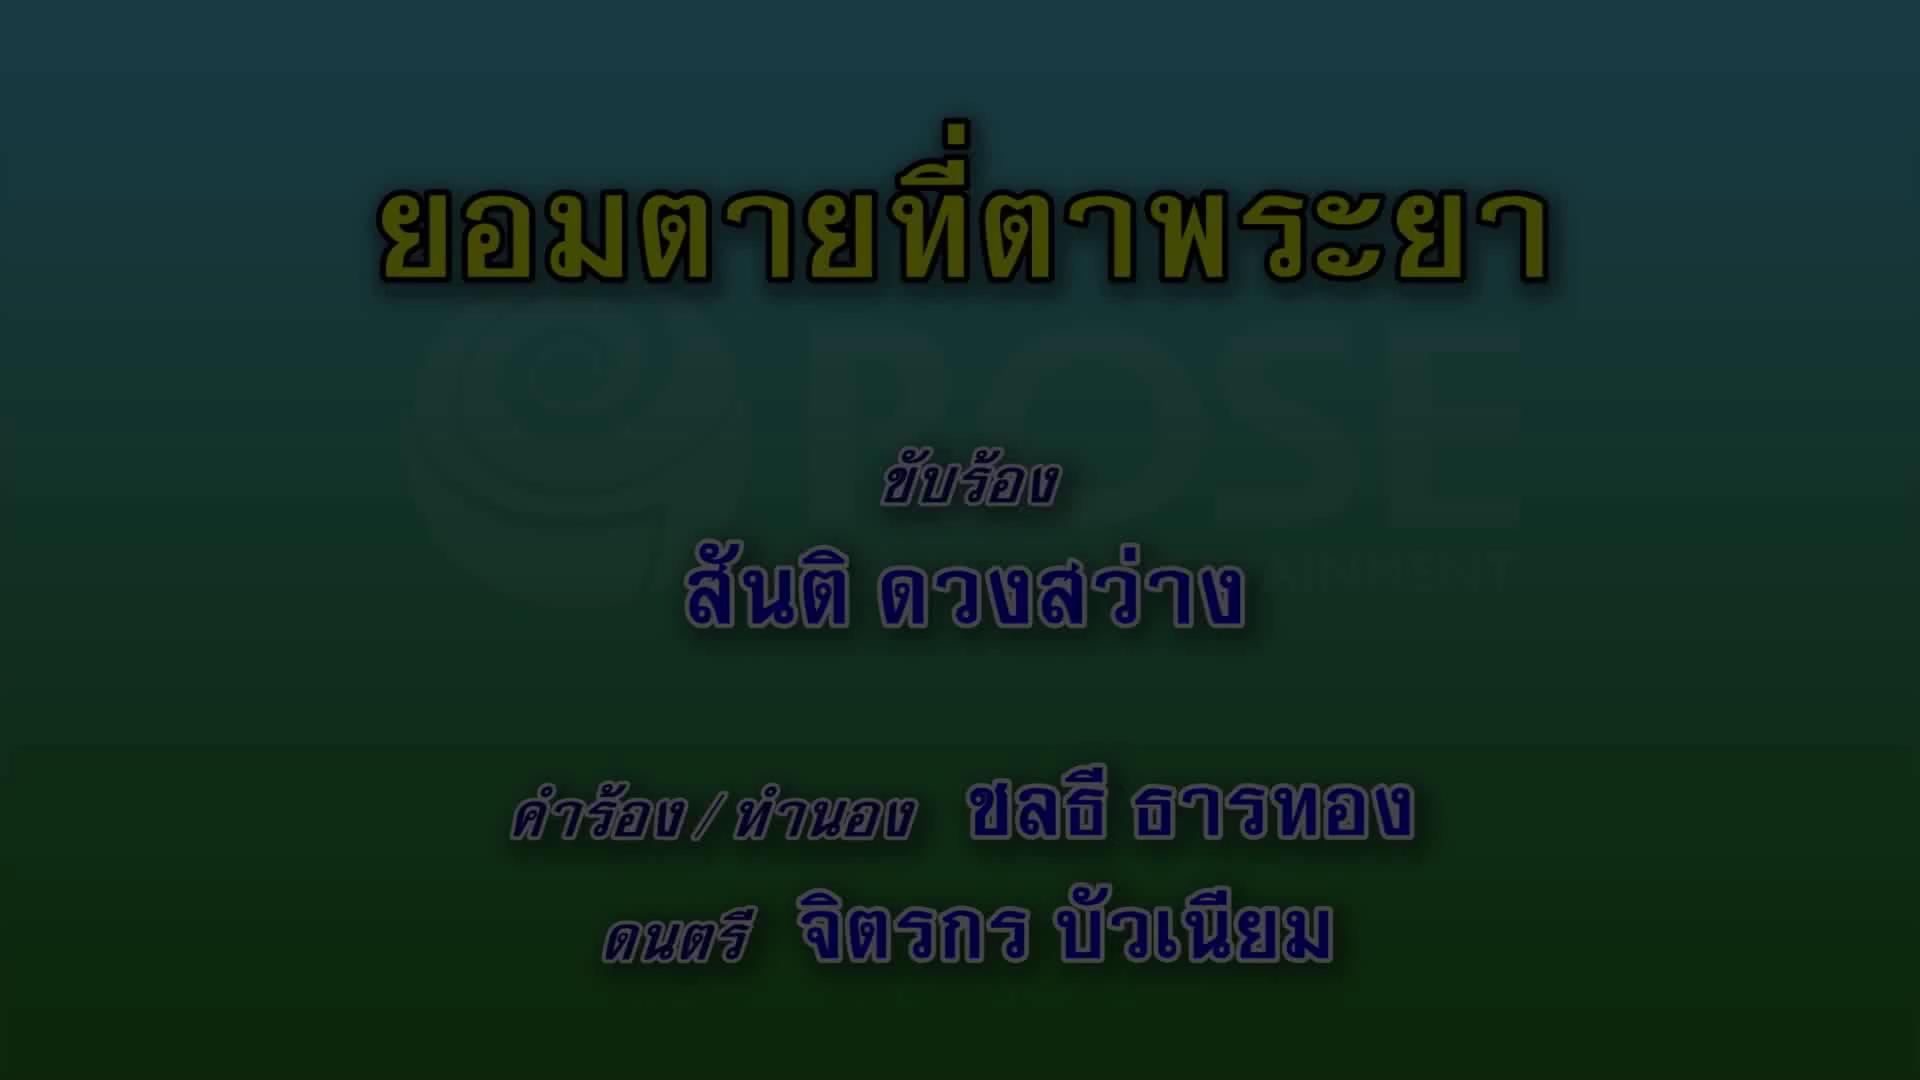 ยอมตายที่ตาพระยา
ROSE
ขับร้อง
สันติ ดวงสว่าง
คำร้อง / ทำนอง ชลธี ธารทอง
ดนตรี จิตรกร บัวเนียม